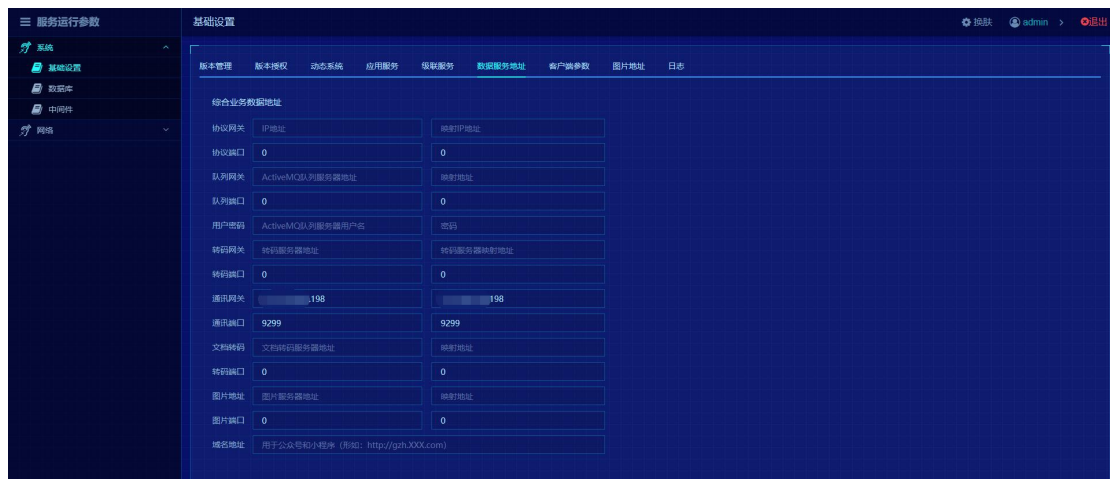 服务运行参数 基础设置 换肤 admin > 退出
系统
基础设置
数据库
中间件
网络
版本管理 版本授权 动态系统 应用服务 级联服务 数据服务地址 客户端参数 图片地址 日志
综合业务数据地址
协议网关 IP地址 映射IP地址
协议端口 0 0
队列网关 ActiveMQ队列服务器地址 映射地址
队列端口 0 0
用户密码 ActiveMQ队列服务器用户名 密码
转码网关 转码服务器地址 转码服务器映射地址
转码端口 0 0
通讯网关 .198 198
通讯端口 9299 9299
文档转码 文档转码服务器地址 映射地址
转码端口 0 0
图片地址 图片服务器地址 映射地址
图片端口 0 0
域名地址 用于公众号和小程序（形如：http://gzh.XXX.com）